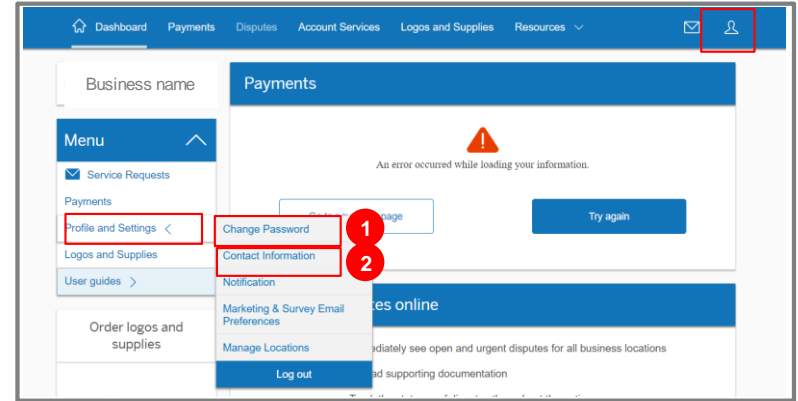 Dashboard Payments Disputes Account Services Logos and Supplies Resources
Business name
Payments
Menu
An error occurred while loading your information.
Service Requests
Payments
page
Try again
Profile and Settings
Change Password
1
Logos and Supplies
Contact Information
2
User guides
Notification
Marketing & Survey Email
Preferences
online
Order logos and
supplies
Manage Locations
see open and urgent disputes for all business locations
Log out
supporting documentation